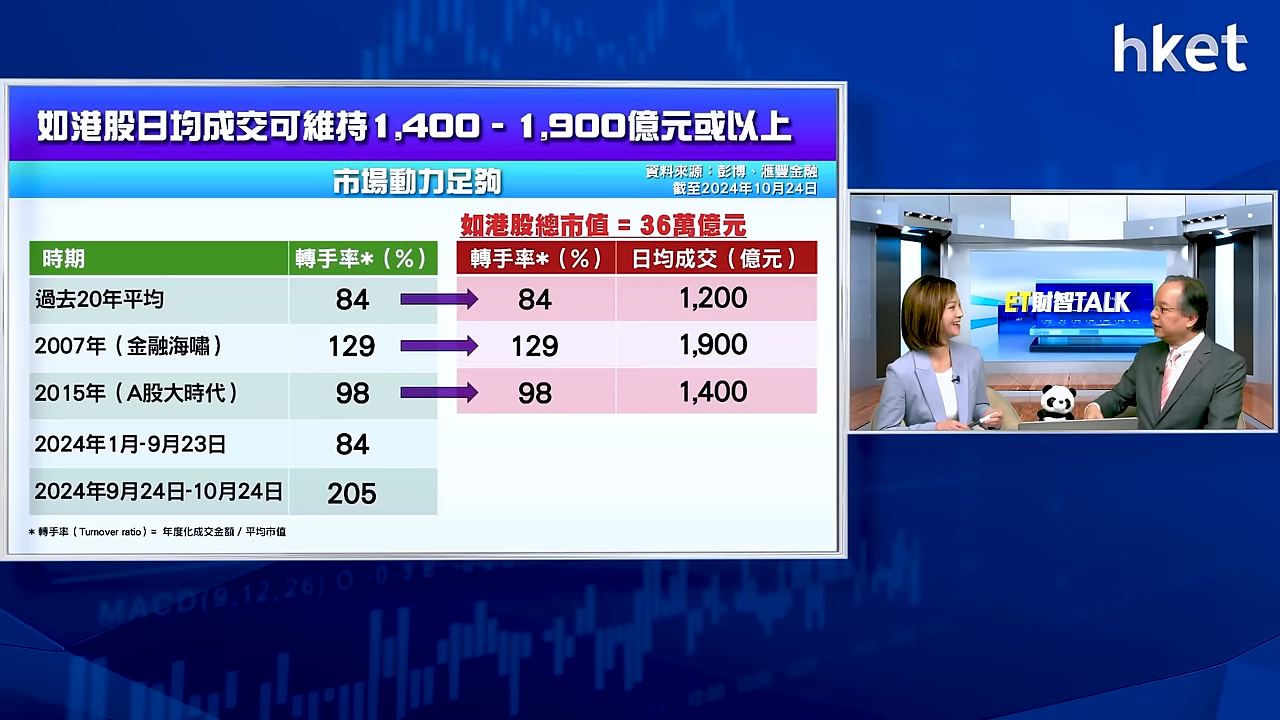 hket
如港股日均成交可維持1,400 - 1,900億元或以上
市場動力足夠
資料來源：彭博、滙豐金融
截至2024年10月24日
如港股總市值 = 36萬億元
時期 轉手率*（%） 轉手率*（%） 日均成交（億元）
過去20年平均 84 84 1,200
2007年（金融海嘯） 129 129 1,900
2015年（A股大時代） 98 98 1,400
2024年1月-9月23日 84
2024年9月24日-10月24日 205
* 轉手率（Turnover ratio）= 年度化成交金額 / 平均市值
ET財智TALK
MACD(9,12,26)